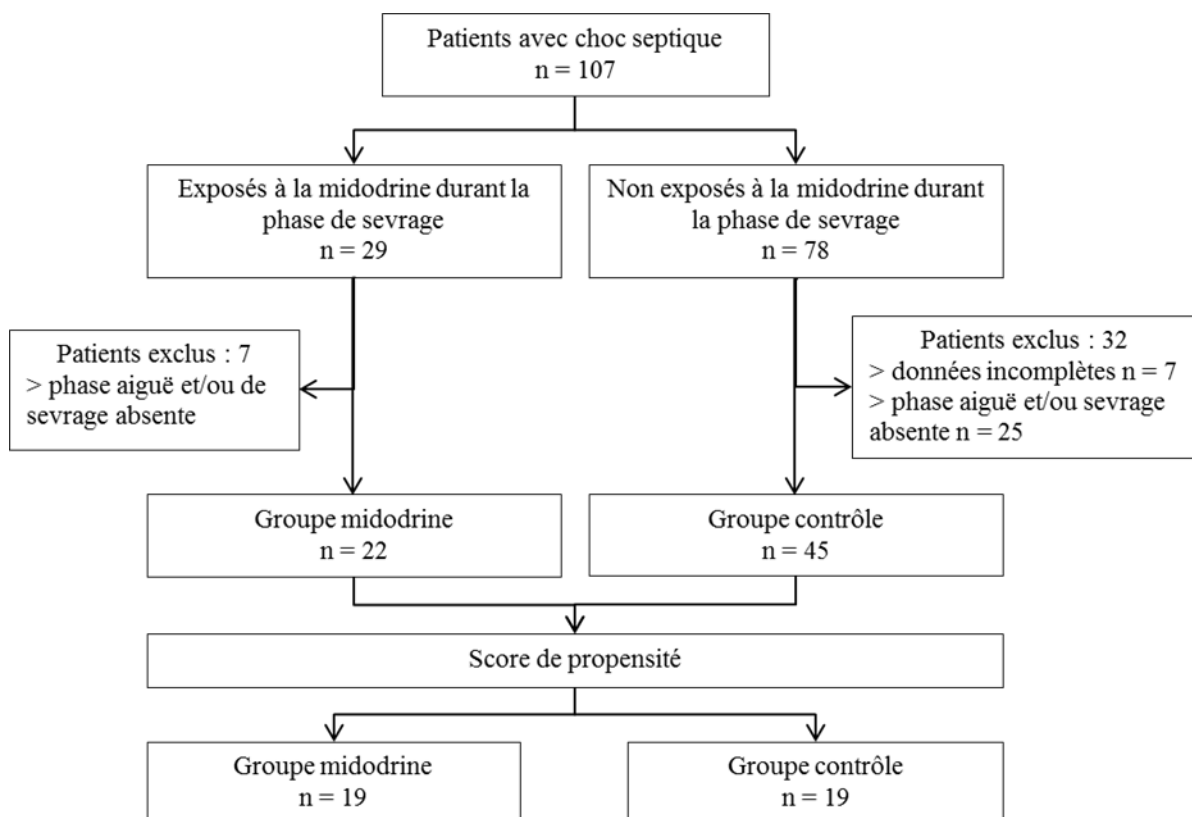 Patients avec choc septique
n = 107
Exposés à la midodrine durant la
phase de sevrage
n = 29
Non exposés à la midodrine durant
la phase de sevrage
n = 78
Patients exclus : 7
> phase aiguë et/ou de
sevrage absente
Patients exclus : 32
> données incomplètes n = 7
> phase aiguë et/ou sevrage
absente n = 25
Groupe midodrine
n = 22
Groupe contrôle
n = 45
Score de propensité
Groupe midodrine
n = 19
Groupe contrôle
n = 19